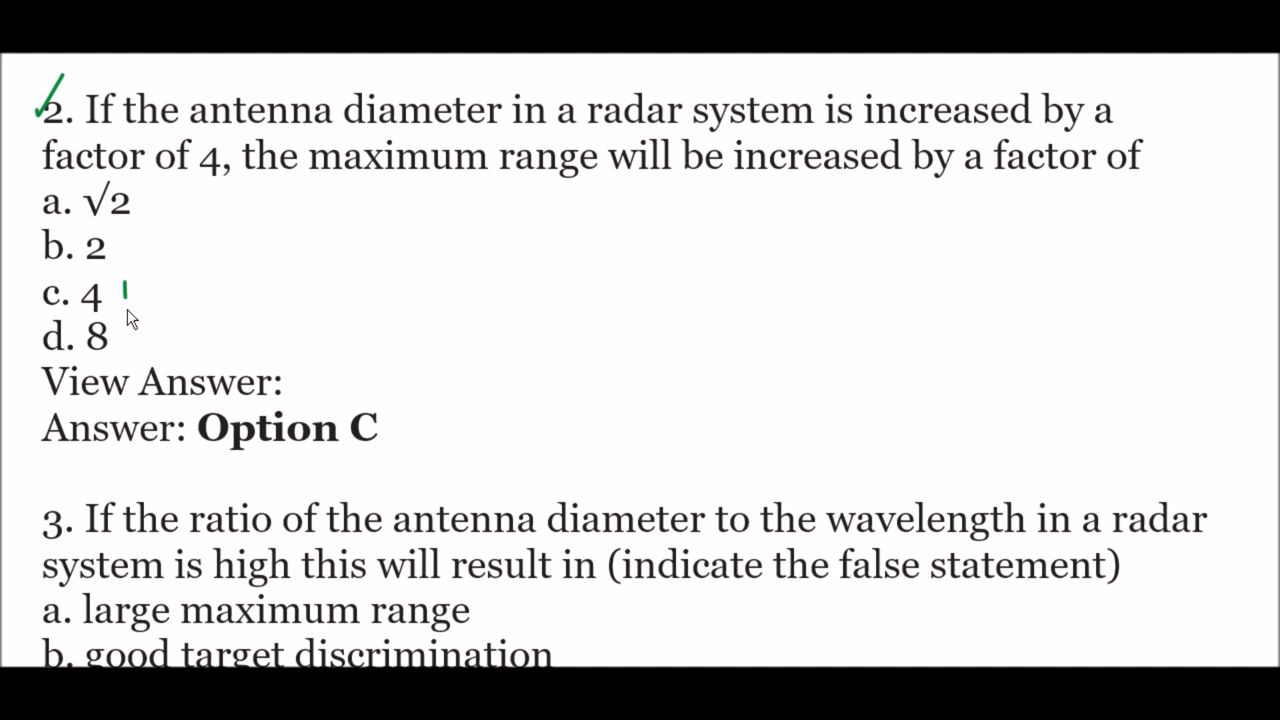 2. If the antenna diameter in a radar system is increased by a
factor of 4, the maximum range will be increased by a factor of
a. √2
b. 2
c. 4
d. 8
View Answer:
Answer: Option C
3. If the ratio of the antenna diameter to the wavelength in a radar
system is high this will result in (indicate the false statement)
a. large maximum range
b. good target discrimination